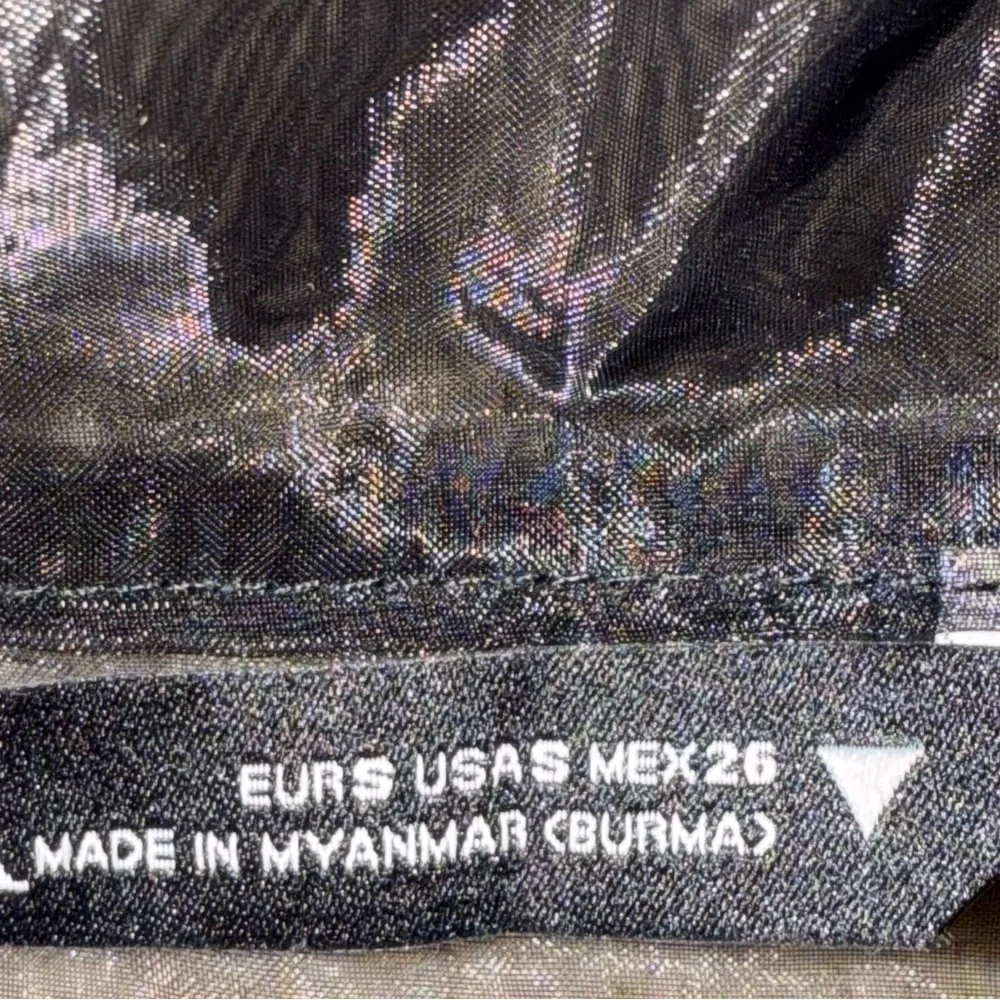 EUR S USA S MEX 26
MADE IN MYANMAR (BURMA)